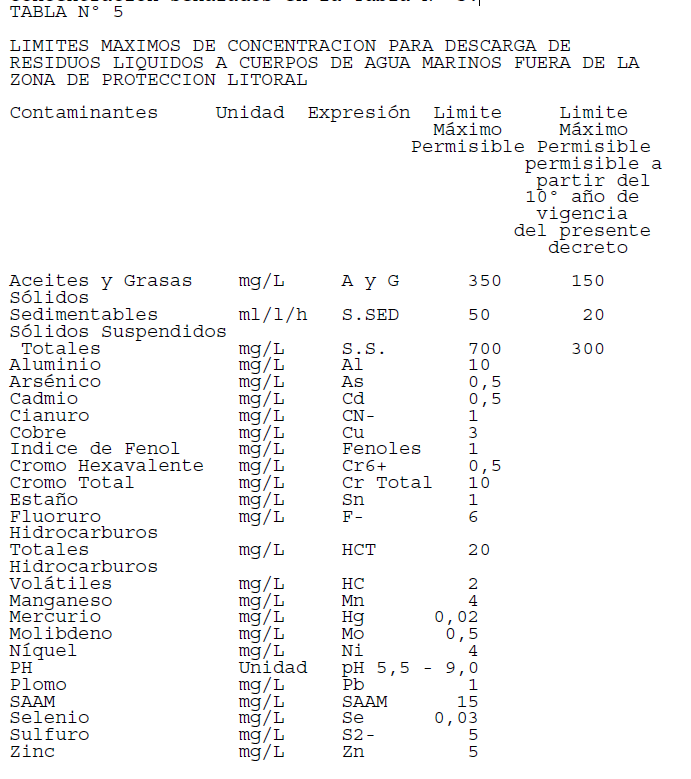 TABLA N° 5
LIMITES MAXIMOS DE CONCENTRACION PARA DESCARGA DE
RESIDUOS LIQUIDOS A CUERPOS DE AGUA MARINOS FUERA DE LA
ZONA DE PROTECCION LITORAL
Contaminantes Unidad Expresión Limite Limite
Máximo Máximo
Permisible Permisible
permisible a
partir del
10° año de
vigencia
del presente
decreto
Aceites y Grasas mg/L A y G 350 150
Sólidos
Sedimentables ml/l/h S.SED 50 20
Sólidos Suspendidos
Totales mg/L S.S. 700 300
Aluminio mg/L Al 10
Arsénico mg/L As 0,5
Cadmio mg/L Cd 0,5
Cianuro mg/L CN- 1
Cobre mg/L Cu 3
Indice de Fenol mg/L Fenoles 1
Cromo Hexavalente mg/L Cr6+ 0,5
Cromo Total mg/L Cr Total 10
Estaño mg/L Sn 1
Fluoruro mg/L F- 6
Hidrocarburos
Totales mg/L HCT 20
Hidrocarburos
Volátiles mg/L HC 2
Manganeso mg/L Mn 4
Mercurio mg/L Hg 0,02
Molibdeno mg/L Mo 0,5
Níquel mg/L Ni 4
PH Unidad pH 5,5 - 9,0
Plomo mg/L Pb 1
SAAM mg/L SAAM 15
Selenio mg/L Se 0,03
Sulfuro mg/L S2- 5
Zinc mg/L Zn 5